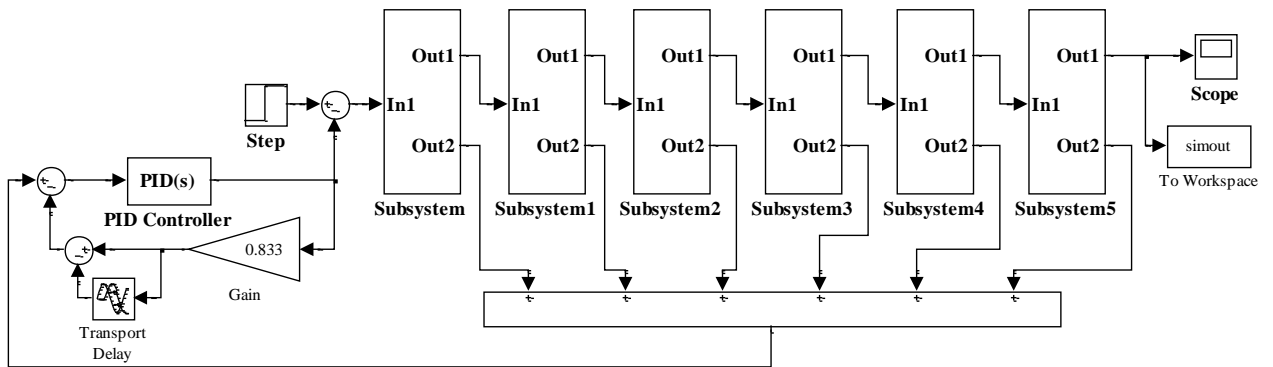 Out1
Out1
Out1
Out1
Out1
Out1
In1
In1
In1
In1
In1
In1
Out2
Out2
Out2
Out2
Out2
Out2
Scope
Step
simout
To Workspace
PID(s)
PID Controller
Subsystem
Subsystem1
Subsystem2
Subsystem3
Subsystem4
Subsystem5
0.833
Gain
Transport
Delay